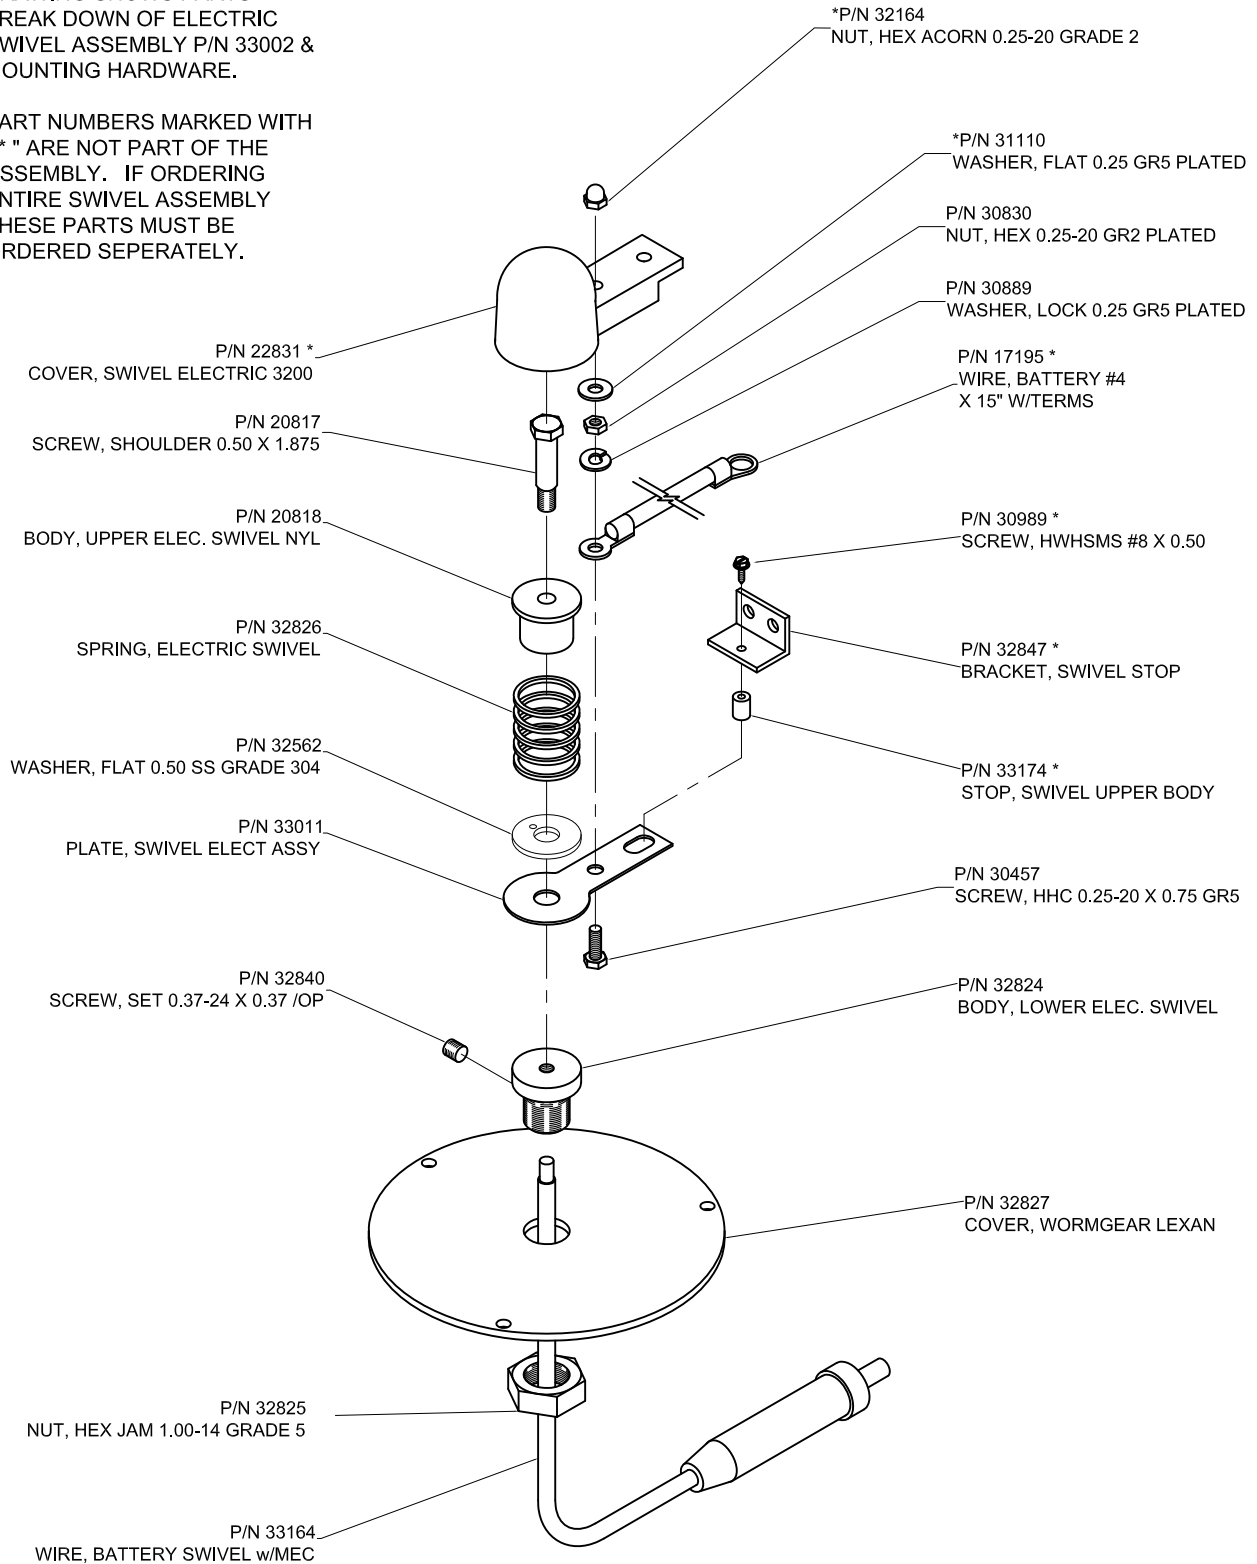 REAK DOWN OF ELECTRIC
WIVEL ASSEMBLY P/N 33002 &
OUNTING HARDWARE.
ART NUMBERS MARKED WITH
* " ARE NOT PART OF THE
SSEMBLY. IF ORDERING
NTIRE SWIVEL ASSEMBLY
HESE PARTS MUST BE
RDERED SEPERATELY.
*P/N 32164
NUT, HEX ACORN 0.25-20 GRADE 2
*P/N 31110
WASHER, FLAT 0.25 GR5 PLATED
P/N 30830
NUT, HEX 0.25-20 GR2 PLATED
P/N 30889
WASHER, LOCK 0.25 GR5 PLATED
P/N 22831 *
COVER, SWIVEL ELECTRIC 3200
P/N 17195 *
WIRE, BATTERY #4
X 15" W/TERMS
P/N 20817
SCREW, SHOULDER 0.50 X 1.875
P/N 20818
BODY, UPPER ELEC. SWIVEL NYL
P/N 30989 *
SCREW, HWHSMS #8 X 0.50
P/N 32826
SPRING, ELECTRIC SWIVEL
P/N 32847 *
BRACKET, SWIVEL STOP
P/N 32562
WASHER, FLAT 0.50 SS GRADE 304
P/N 33174 *
STOP, SWIVEL UPPER BODY
P/N 33011
PLATE, SWIVEL ELECT ASSY
P/N 30457
SCREW, HHC 0.25-20 X 0.75 GR5
P/N 32840
SCREW, SET 0.37-24 X 0.37 /OP
P/N 32824
BODY, LOWER ELEC. SWIVEL
P/N 32827
COVER, WORMGEAR LEXAN
P/N 32825
NUT, HEX JAM 1.00-14 GRADE 5
P/N 33164
WIRE, BATTERY SWIVEL w/MEC